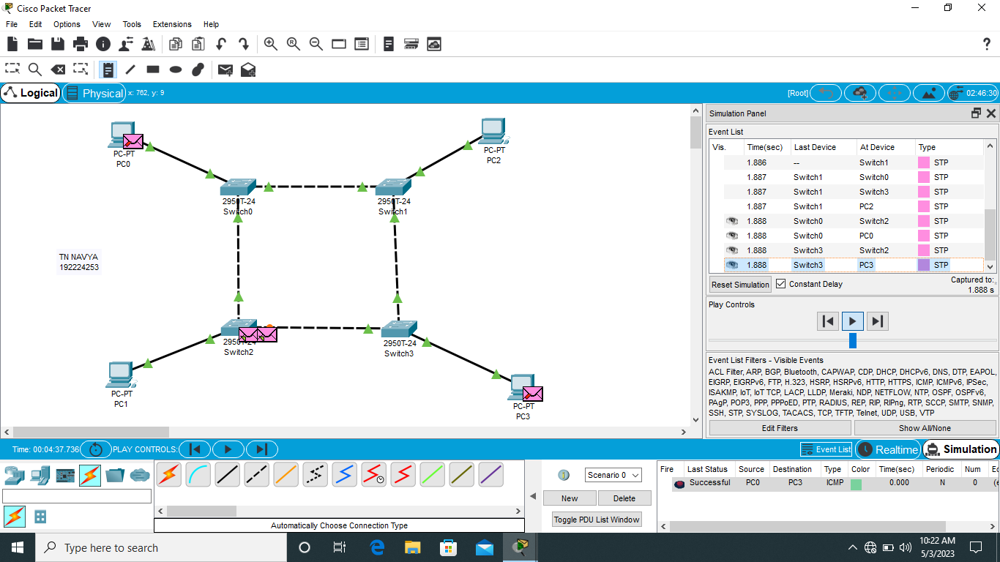 Cisco Packet Tracer
File Edit Options View Tools Extensions Help
Logical Physical x: 762, y: 9 [Root] 02:46:30
PC-PT
PC0
PC-PT
PC2
2950T-24
Switch0
2950T-24
Switch1
TN NAVYA
192224253
2950T-24
Switch2
2950T-24
Switch3
PC-PT
PC1
PC-PT
PC3
Simulation Panel
Event List
Vis. Time(sec) Last Device At Device Type
1.886 -- Switch1 STP
1.887 Switch1 Switch0 STP
1.887 Switch1 Switch3 STP
1.887 Switch1 PC2 STP
1.888 Switch0 Switch2 STP
1.888 Switch0 PC0 STP
1.888 Switch3 Switch2 STP
1.888 Switch3 PC3 STP
Reset Simulation Constant Delay Captured to:
1.888 s
Play Controls
Event List Filters - Visible Events
ACL Filter, ARP, BGP, Bluetooth, CAPWAP, CDP, DHCP, DHCPv6, DNS, DTP, EAPOL,
EIGRP, EIGRPv6, FTP, H.323, HSRP, HSRPv6, HTTP, HTTPS, ICMP, ICMPv6, IPSec,
ISAKMP, IoT, IoT TCP, LACP, LLDP, Meraki, NDP, NETFLOW, NTP, OSPF, OSPFv6,
PAgP, POP3, PPP, PPPoED, PTP, RADIUS, REP, RIP, RIPng, RTP, SCCP, SMTP, SNMP,
SSH, STP, SYSLOG, TACACS, TCP, TFTP, Telnet, UDP, USB, VTP
Edit Filters Show All/None
Time: 00:04:37.736 PLAY CONTROLS: Event List Realtime Simulation
Scenario 0
New Delete
Toggle PDU List Window
Automatically Choose Connection Type
Fire Last Status Source Destination Type Color Time(sec) Periodic Num
Successful PC0 PC3 ICMP 0.000 N 0
Type here to search
10:22 AM
5/3/2023